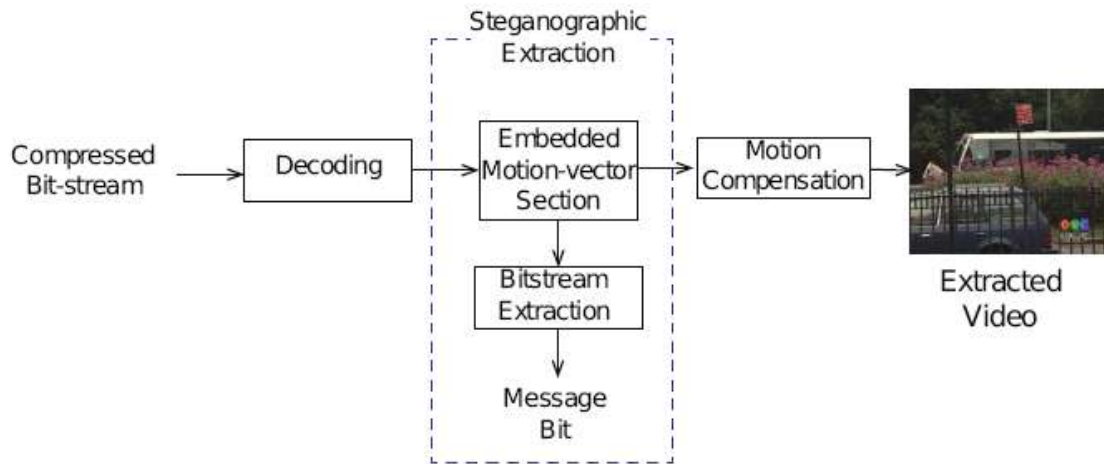 Steganographic
Extraction
Compressed
Bit-stream
Decoding
Embedded
Motion-vector
Section
Motion
Compensation
Bitstream
Extraction
Message
Bit
Extracted
Video